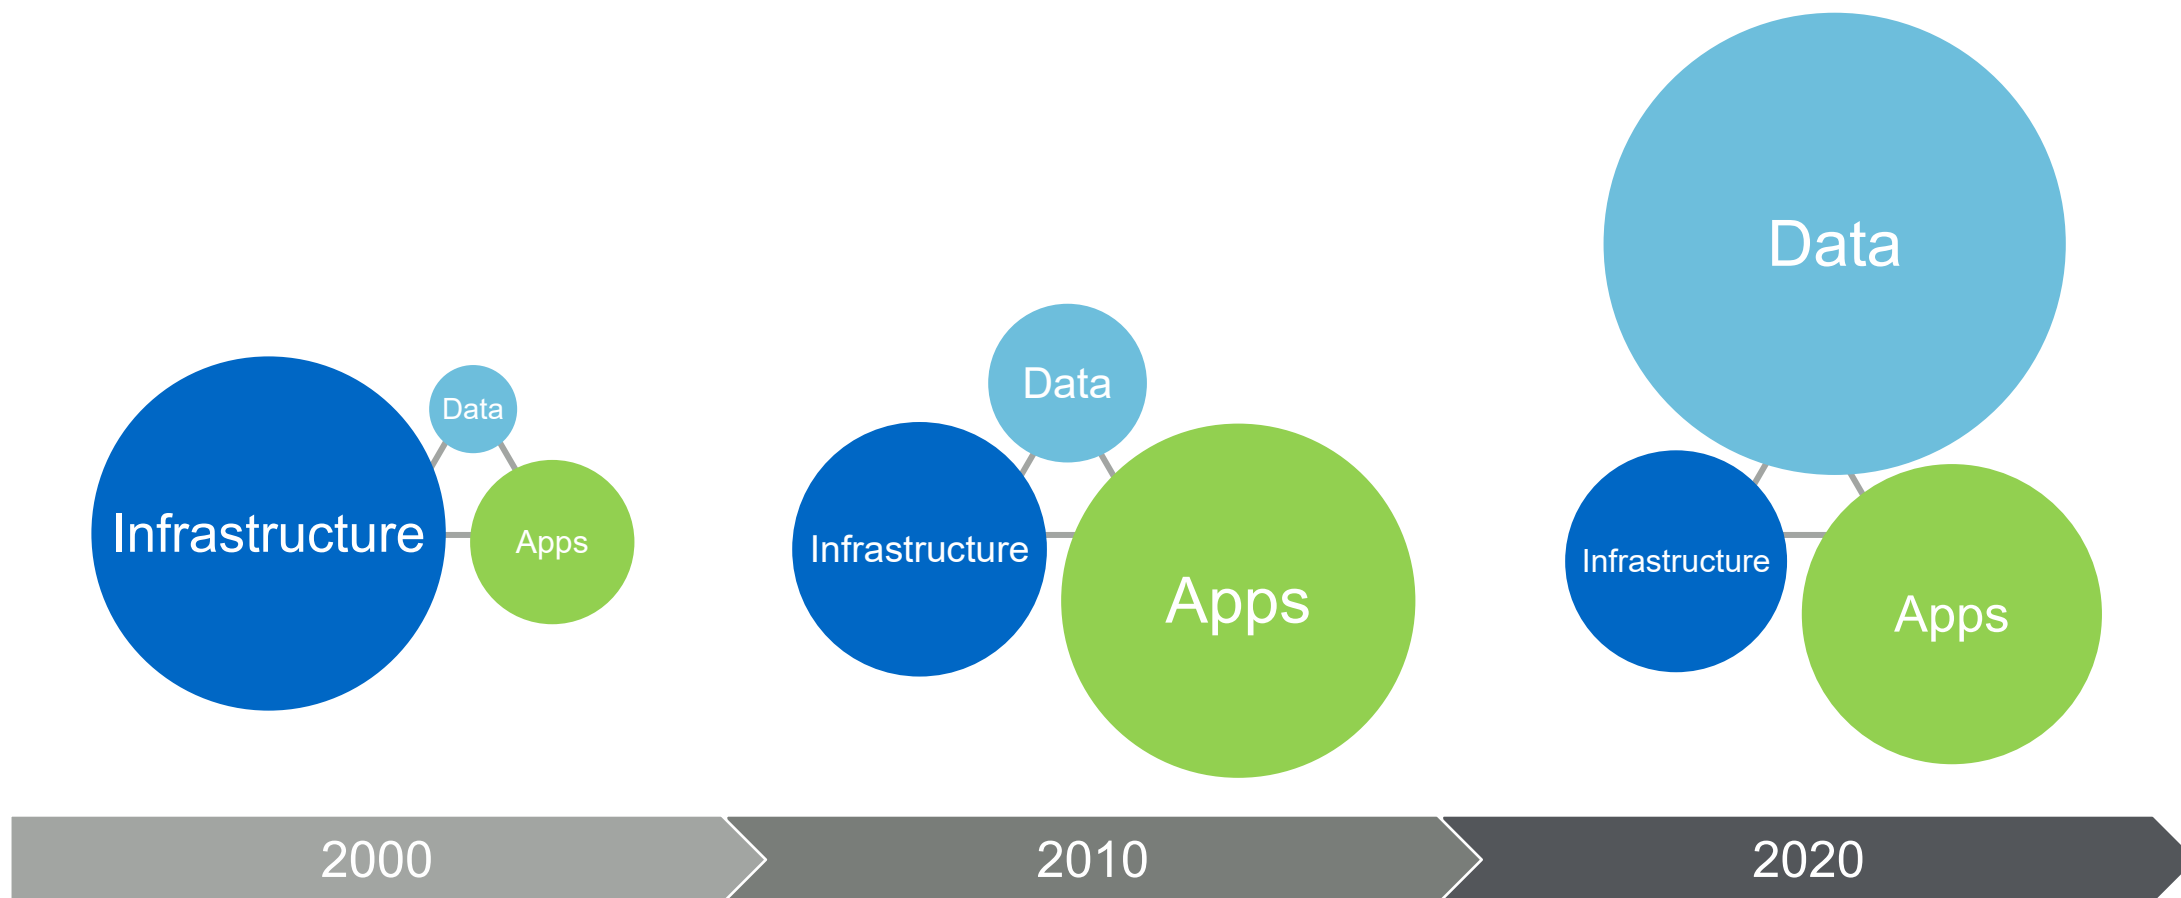 Data
Infrastructure
Apps
Data
Infrastructure
Apps
Data
Infrastructure
Apps
2000
2010
2020